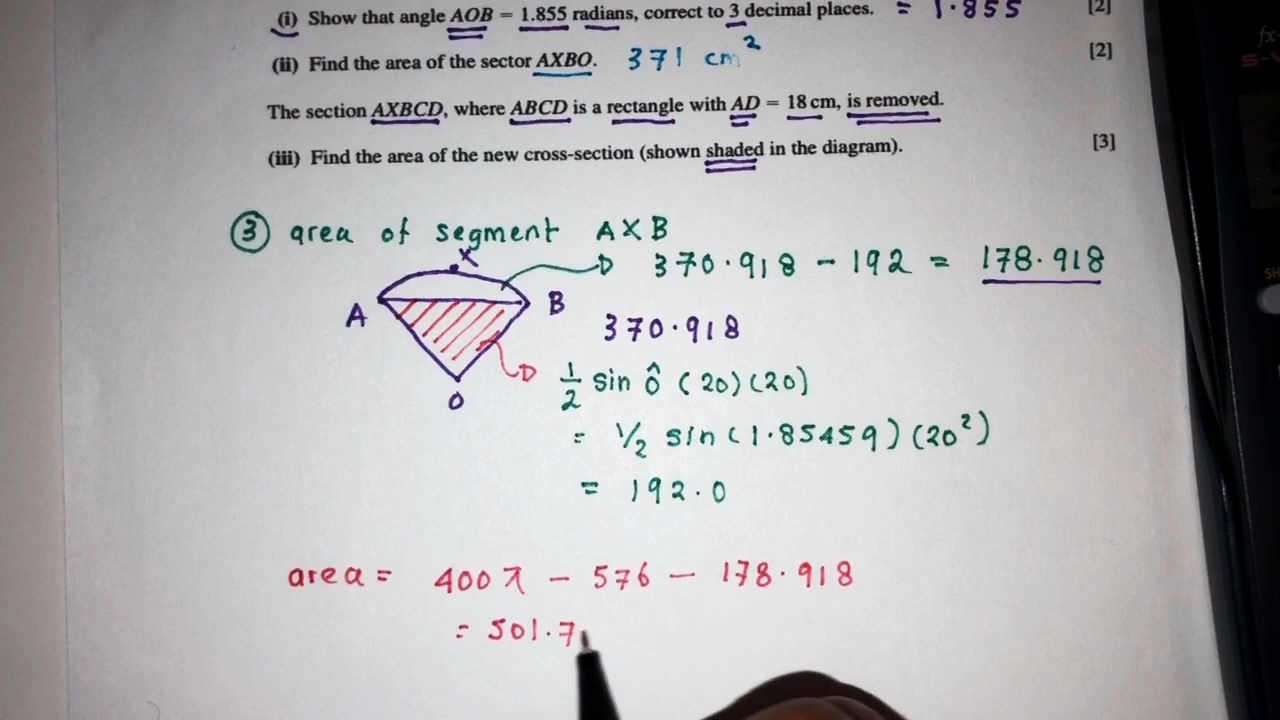 (i) Show that angle AOB = 1.855 radians, correct to 3 decimal places. = 1.855 [2]
(ii) Find the area of the sector AXBO. 371 cm² [2]
The section AXBCD, where ABCD is a rectangle with AD = 18 cm, is removed.
(iii) Find the area of the new cross-section (shown shaded in the diagram). [3]
③ area of segment AXB
X
370.918 - 192 = 178.918
A
B
370.918
O
½ sin ô (20)(20)
= 1/2 sin(1.85459)(20²)
= 192.0
area = 400π - 576 - 178.918
= 501.7